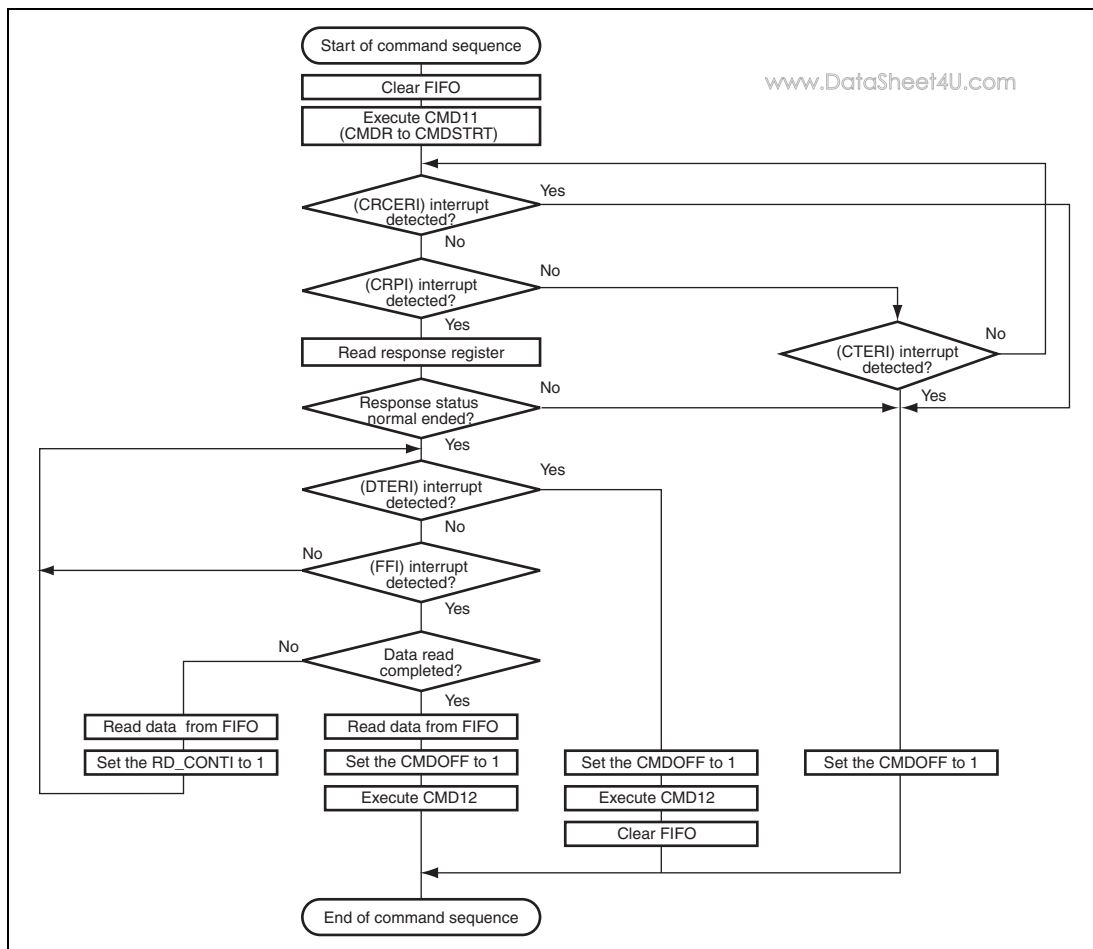 Start of command sequence
www.DataSheet4U.com
Clear FIFO
Execute CMD11
(CMDR to CMDSTRT)
(CRCERI) interrupt
detected?
Yes
No
(CRPI) interrupt
detected?
No
Yes
(CTERI) interrupt
detected?
No
Yes
Read response register
Response status
normal ended?
No
Yes
(DTERI) interrupt
detected?
Yes
No
(FFI) interrupt
detected?
No
Yes
Data read
completed?
No
Yes
Read data from FIFO
Set the RD_CONTI to 1
Read data from FIFO
Set the CMDOFF to 1
Execute CMD12
Set the CMDOFF to 1
Execute CMD12
Clear FIFO
Set the CMDOFF to 1
End of command sequence